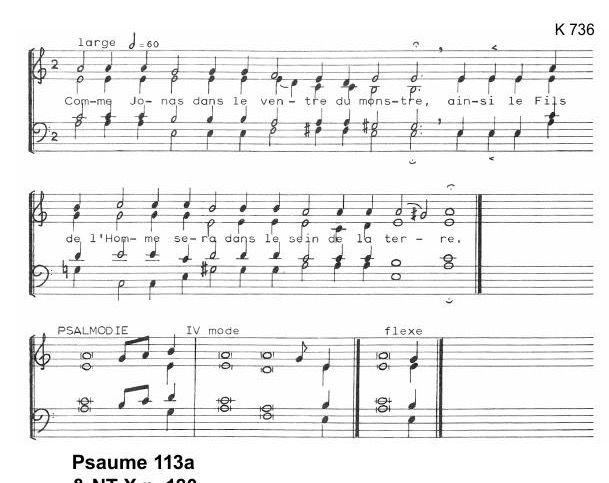 K 736
large =60
Com-me Jo-nas dans le ven-tre du mons-tre, ain-si le Fils
de l'Hom-me se-ra dans le sein de la ter-re.
PSALMODIE IV mode flexe
Psaume 113a